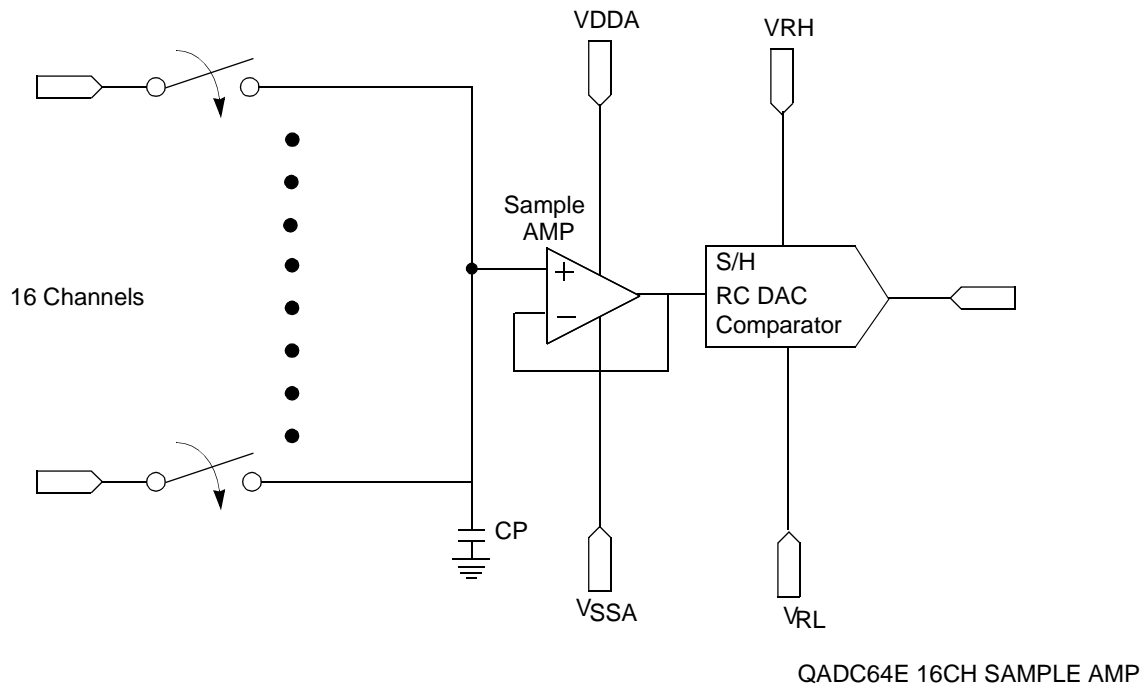 VDDA
VRH
Sample
AMP
+
−
S/H
RC DAC
Comparator
16 Channels
CP
VSSA
VRL
QADC64E 16CH SAMPLE AMP